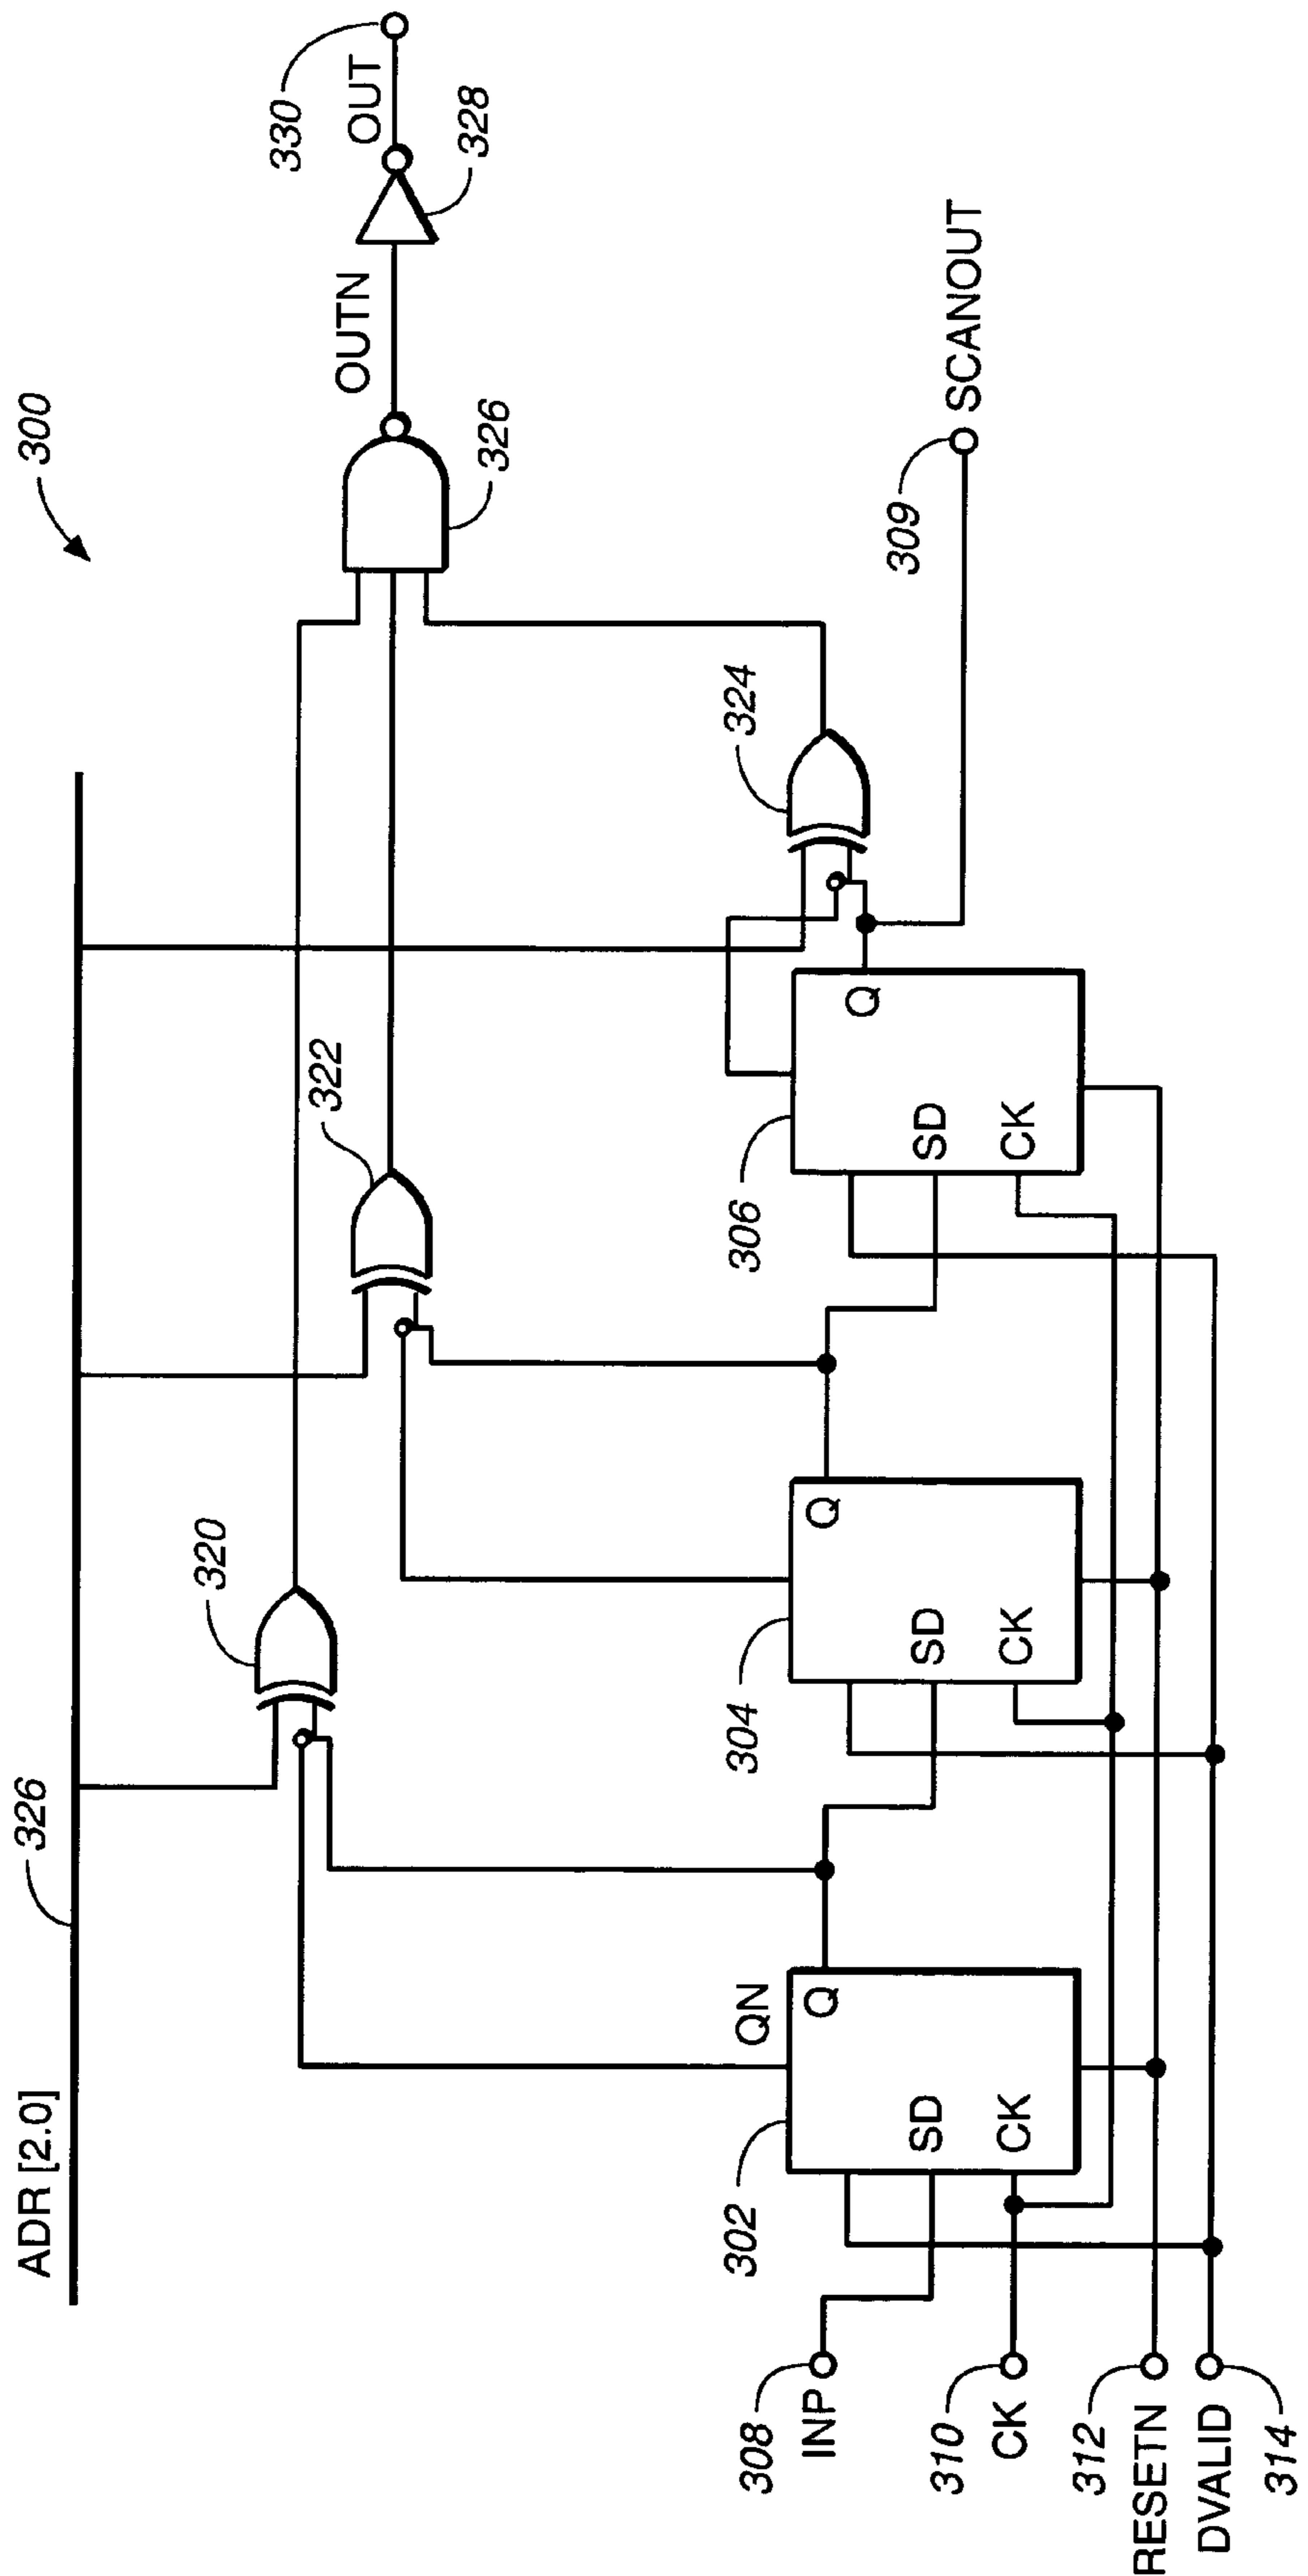 300
ADR [2.0]
326
320
322
324
326
OUTN
328
OUT
330
QN
302
SD
CK
Q
304
SD
CK
Q
306
SD
CK
Q
309
SCANOUT
308
INP
310
CK
312
RESETN
DVALID
314